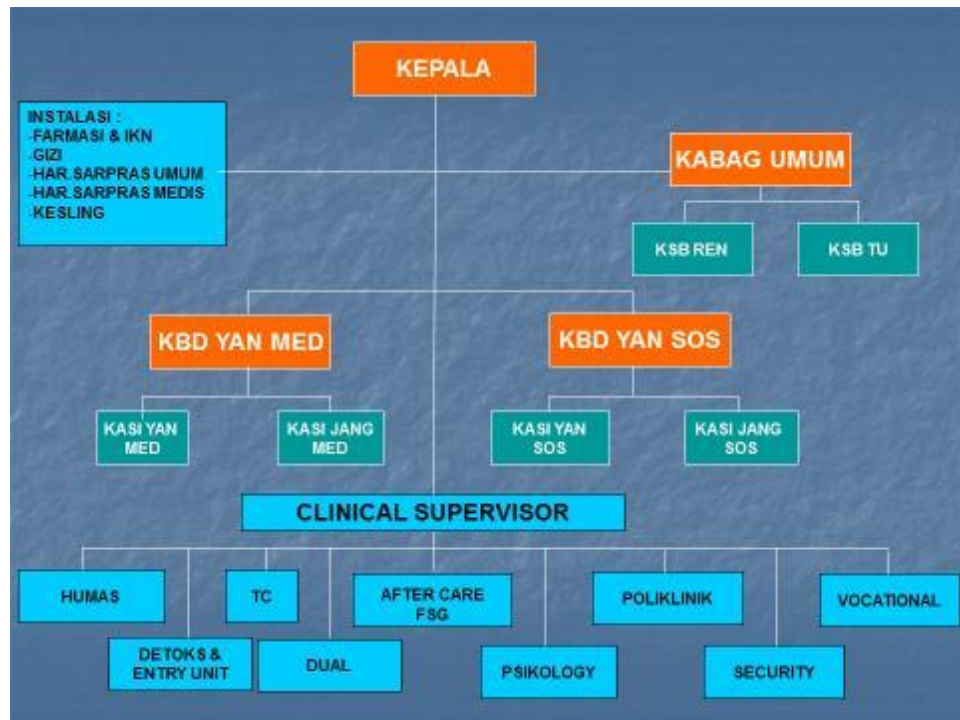 KEPALA
INSTALASI :
-FARMASI & IKN
-GIZI
-HAR.SARPRAS UMUM
-HAR.SARPRAS MEDIS
-KESLING
KABAG UMUM
KSB REN
KSB TU
KBD YAN MED
KBD YAN SOS
KASI YAN
MED
KASI JANG
MED
KASI YAN
SOS
KASI JANG
SOS
CLINICAL SUPERVISOR
HUMAS
TC
AFTER CARE
FSG
POLIKLINIK
VOCATIONAL
DETOKS &
ENTRY UNIT
DUAL
PSIKOLOGY
SECURITY